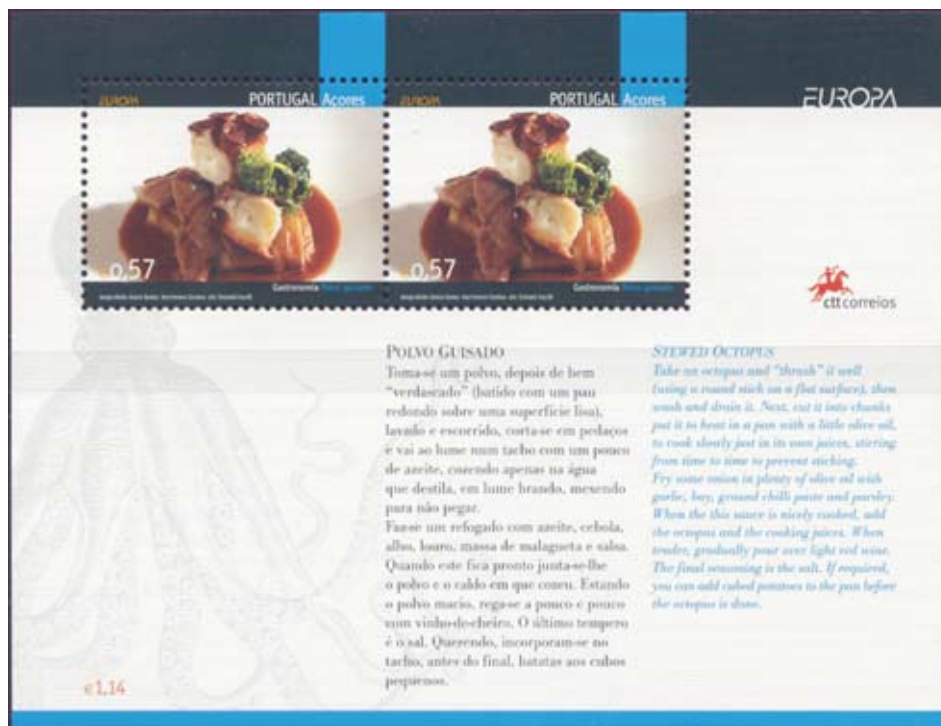 EUROPA
PORTUGAL Açores
EUROPA
PORTUGAL Açores
EUROPA
0,57
0,57
Gastronomia Polvo guisado
Gastronomia Polvo guisado
ctt correios
POLVO GUISADO
Toma-se um polvo, depois de bem
“verdascado” (batido com um pau
redondo sobre uma superfície lisa),
lavado e escorrido, corta-se em pedaços
e vai ao lume num tacho com um pouco
de azeite, cozendo apenas na água
que destila, em lume brando, mexendo
para não pegar.
Faz-se um refogado com azeite, cebola,
alho, louro, massa de malagueta e salsa.
Quando este fica pronto junta-se-lhe
o polvo e o caldo em que cozeu. Estando
o polvo macio, rega-se a pouco e pouco
com vinho-de-cheiro. O último tempero
é o sal. Querendo, incorporam-se no
tacho, antes do final, batatas aos cubos
pequenos.
STEWED OCTOPUS
Take an octopus and “thrash” it well
(using a round stick on a flat surface), then
wash and drain it. Next, cut it into chunks
put it to heat in a pan with a little olive oil,
to cook slowly just in its own juices, stirring
from time to time to prevent sticking.
Fry some onion in plenty of olive oil with
garlic, bay, ground chilli paste and parsley.
When the this sauce is nicely cooked, add
the octopus and the cooking juices. When
tender, gradually pour over light red wine.
The final seasoning is the salt. If required,
you can add cubed potatoes to the pan before
the octopus is done.
€1,14